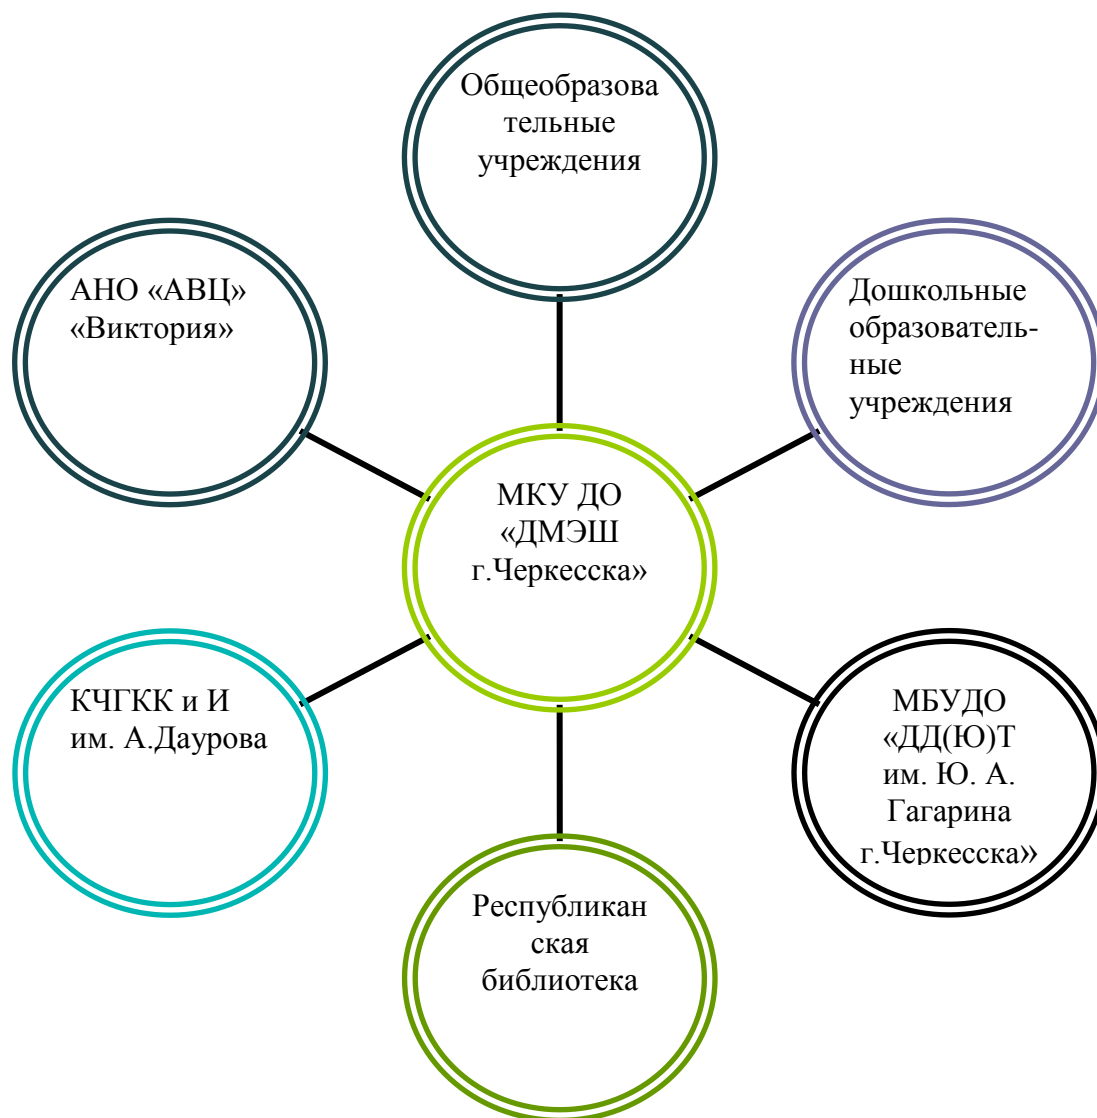 Общеобразова
тельные
учреждения
АНО «АВЦ»
«Виктория»
Дошкольные
образователь-
ные
учреждения
МКУ ДО
«ДМЭШ
г.Черкесска»
КЧГКК и И
им. А.Даурова
МБУДО
«ДД(Ю)Т
им. Ю. А.
Гагарина
г.Черкесска»
Республикан
ская
библиотека